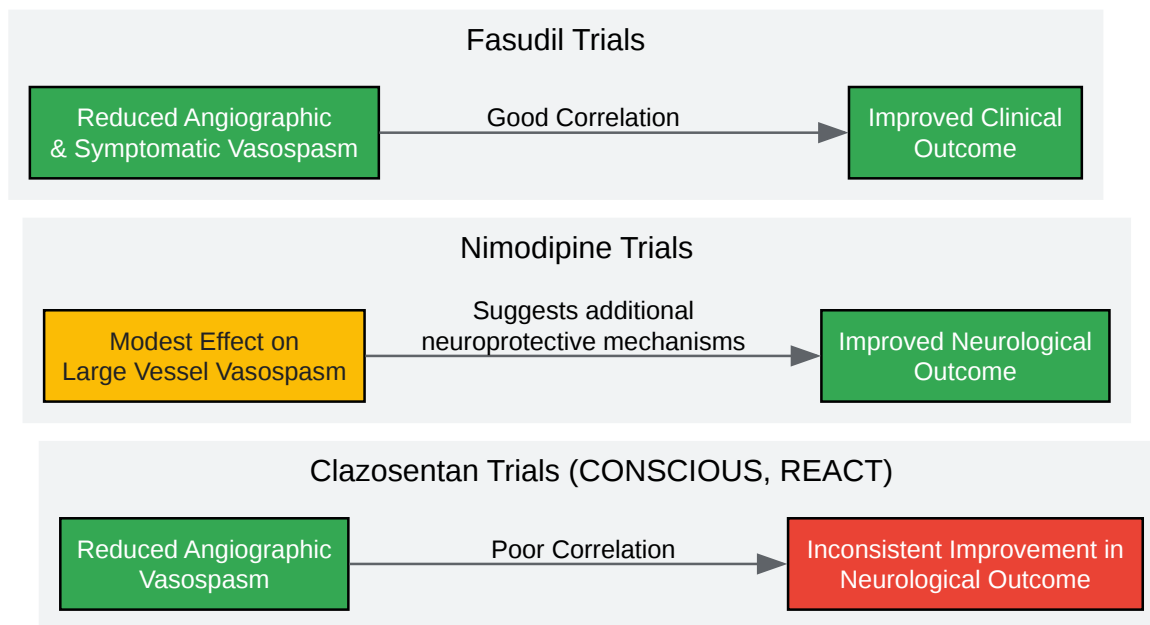 Fasudil Trials
Reduced Angiographic
& Symptomatic Vasospasm
Good Correlation
Improved Clinical
Outcome
Nimodipine Trials
Modest Effect on
Large Vessel Vasospasm
Suggests additional
neuroprotective mechanisms
Improved Neurological
Outcome
Clazosentan Trials (CONSCIOUS, REACT)
Reduced Angiographic
Vasospasm
Poor Correlation
Inconsistent Improvement in
Neurological Outcome